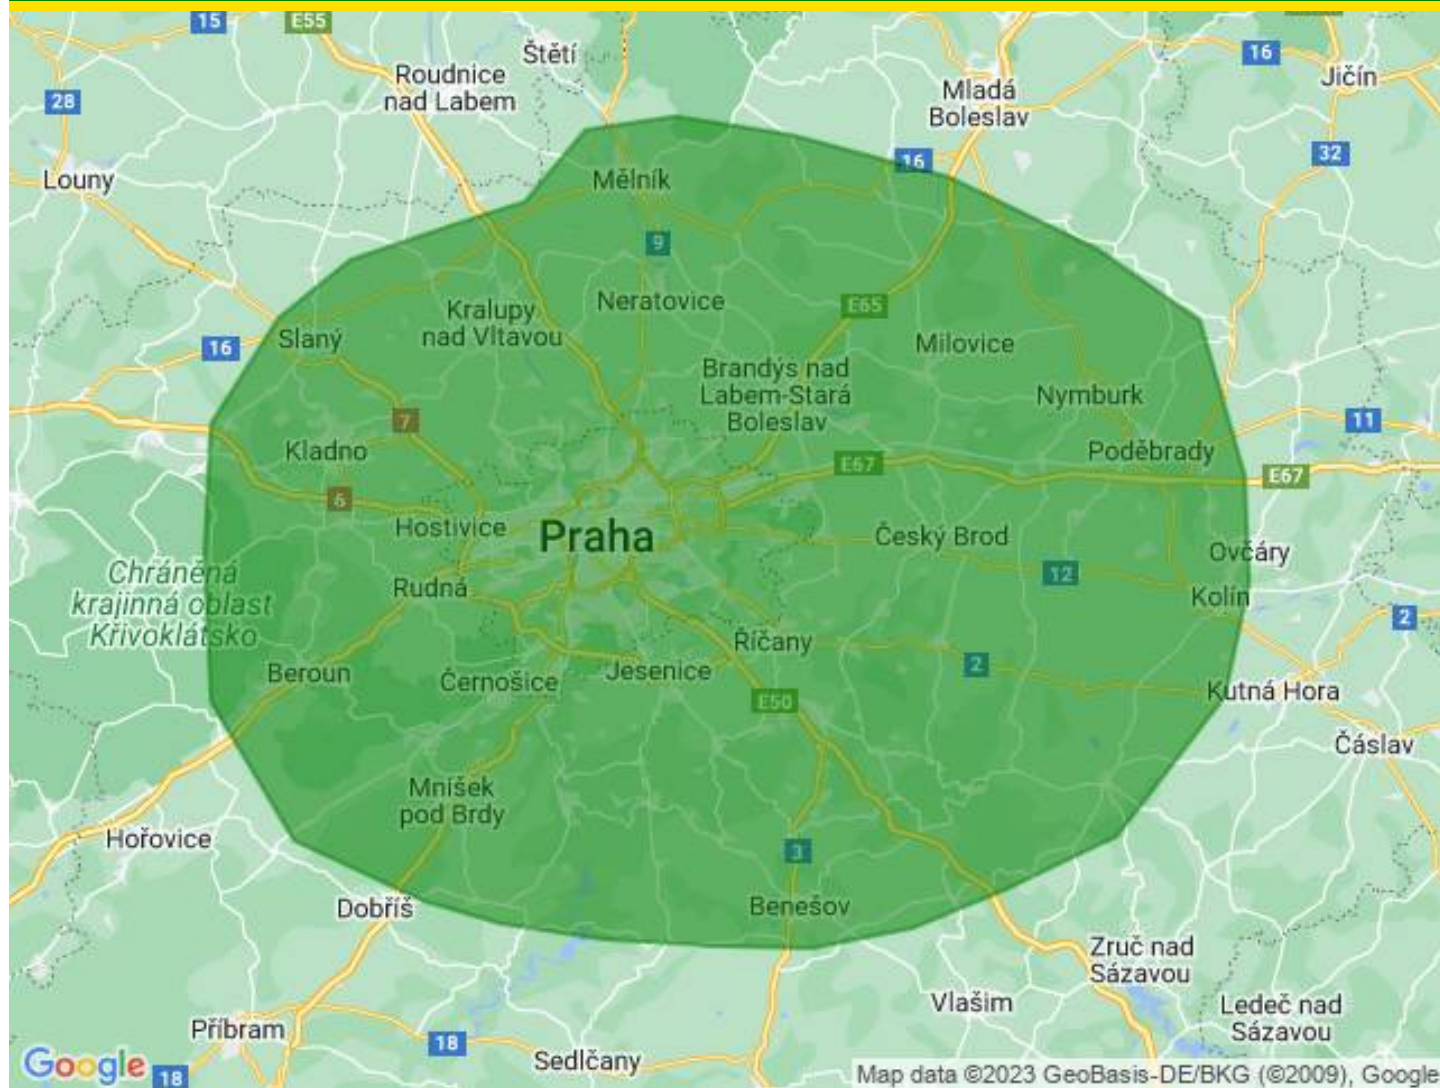 15
E55
Štětí
16
Jičín
Roudnice
nad Labem
Mladá
Boleslav
28
32
16
Louny
Mělník
9
Neratovice
E65
Kralupy
nad Vltavou
Slaný
16
Milovice
Brandýs nad
Labem-Stará
Boleslav
Nymburk
7
11
Kladno
Poděbrady
E67
E67
6
Hostivice
Praha
Český Brod
Ovčáry
Chráněná
krajinná oblast
Křivoklátsko
12
Rudná
Kolín
2
Říčany
Beroun
Černošice
Jesenice
2
Kutná Hora
E50
Čáslav
Mníšek
pod Brdy
Hořovice
3
Dobříš
Benešov
Zruč nad
Sázavou
Vlašim
Ledeč nad
Sázavou
Příbram
18
Sedlčany
Google
18
Map data ©2023 GeoBasis-DE/BKG (©2009), Google